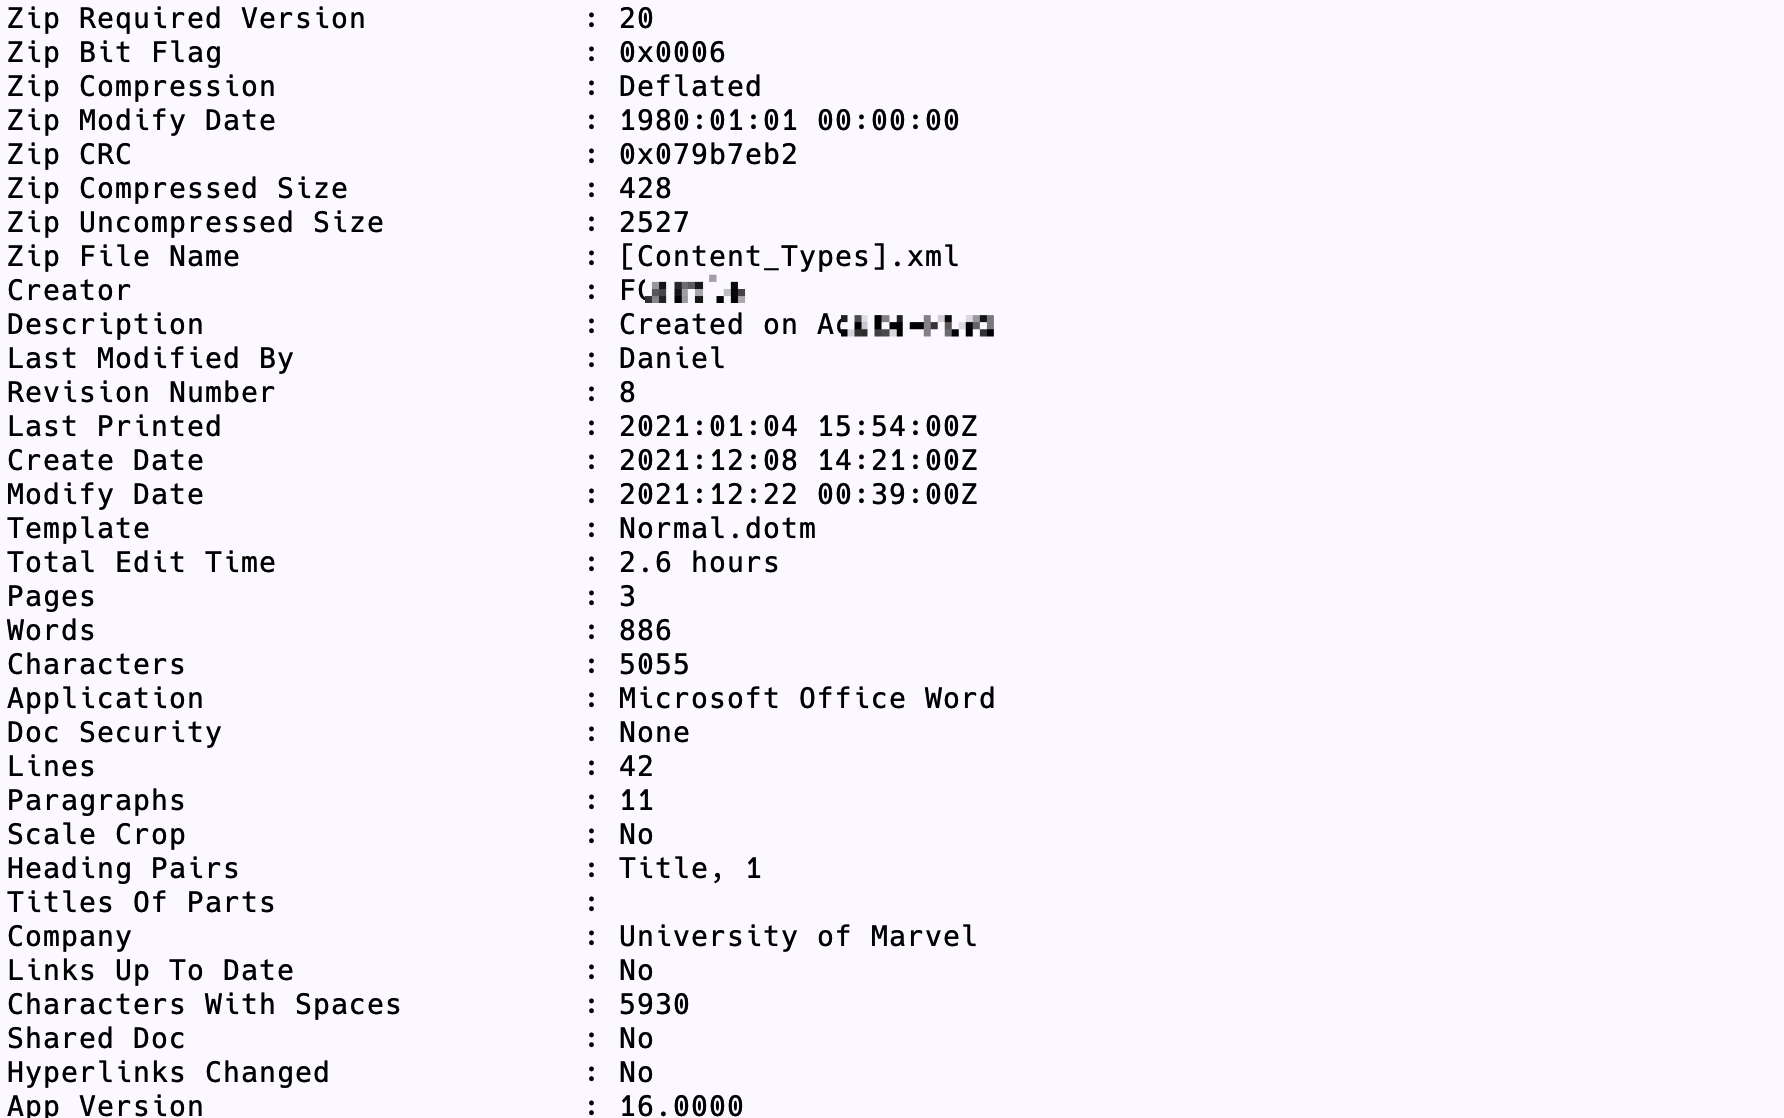 Zip Required Version : 20
Zip Bit Flag : 0x0006
Zip Compression : Deflated
Zip Modify Date : 1980:01:01 00:00:00
Zip CRC : 0x079b7eb2
Zip Compressed Size : 428
Zip Uncompressed Size : 2527
Zip File Name : [Content_Types].xml
Creator :
Description : Created on
Last Modified By : Daniel
Revision Number : 8
Last Printed : 2021:01:04 15:54:00Z
Create Date : 2021:12:08 14:21:00Z
Modify Date : 2021:12:22 00:39:00Z
Template : Normal.dotm
Total Edit Time : 2.6 hours
Pages : 3
Words : 886
Characters : 5055
Application : Microsoft Office Word
Doc Security : None
Lines : 42
Paragraphs : 11
Scale Crop : No
Heading Pairs : Title, 1
Titles Of Parts :
Company : University of Marvel
Links Up To Date : No
Characters With Spaces : 5930
Shared Doc : No
Hyperlinks Changed : No
App Version : 16.0000